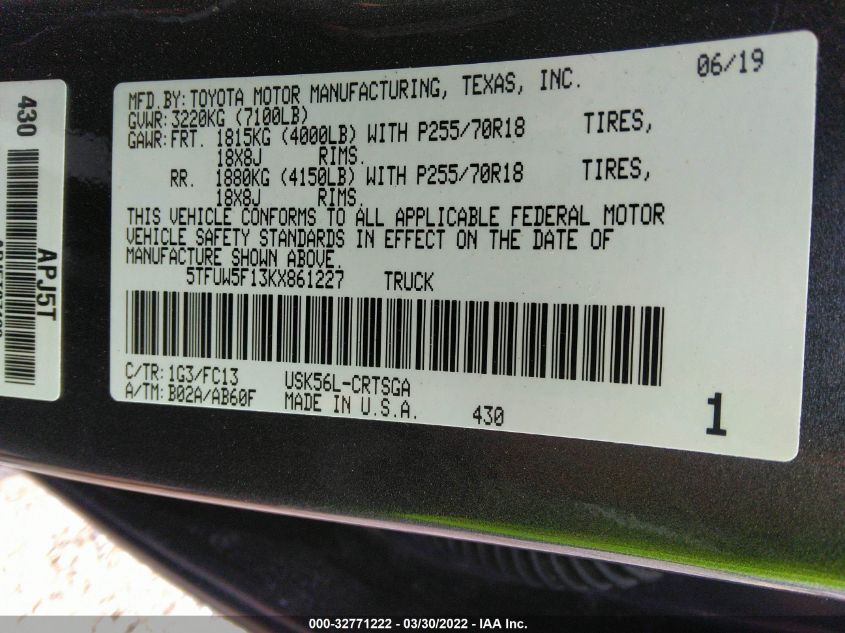 06/19
MFD.BY:TOYOTA MOTOR MANUFACTURING, TEXAS, INC.
GVWR: 3220KG (7100LB)
GAWR: FRT. 1815KG (4000LB) WITH P255/70R18 TIRES,
18X8J RIMS.
RR. 1880KG (4150LB) WITH P255/70R18 TIRES,
18X8J RIMS.
THIS VEHICLE CONFORMS TO ALL APPLICABLE FEDERAL MOTOR
VEHICLE SAFETY STANDARDS IN EFFECT ON THE DATE OF
MANUFACTURE SHOWN ABOVE.
5TFUW5F13KX861227 TRUCK
C/TR: 1G3/FC13 USK56L-CRTSGA
A/TM: B02A/AB60F MADE IN U.S.A. 430
1
430
APJ5T
000-32771222 - 03/30/2022 - IAA Inc.